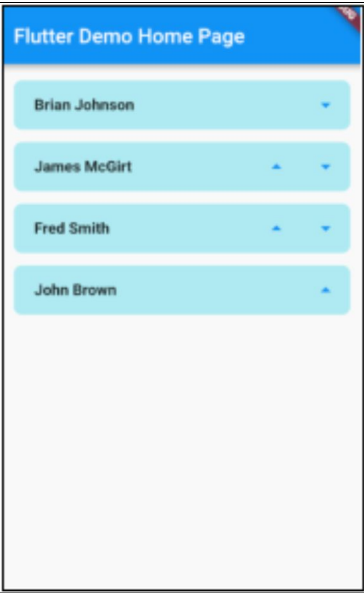 Flutter Demo Home Page
Brian Johnson
James McGirt
Fred Smith
John Brown